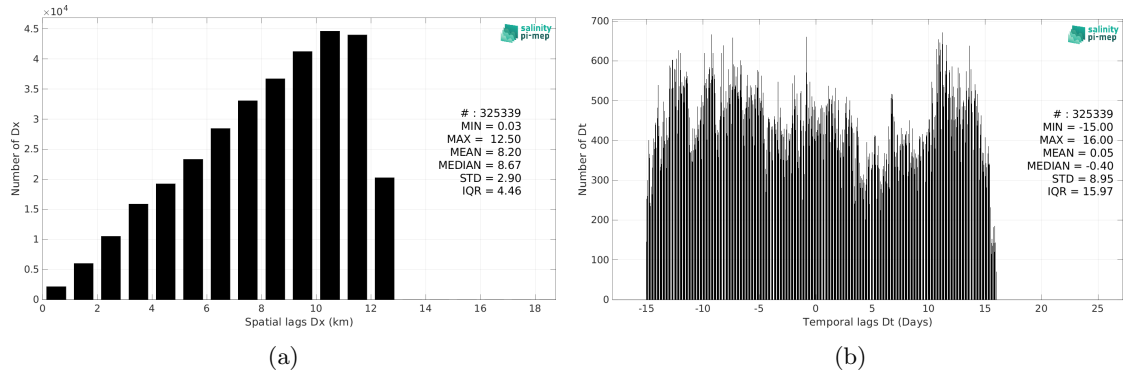 ×10⁴
4.5
4
3.5
3
2.5
2
1.5
1
0.5
0
Number of Dx
0 2 4 6 8 10 12 14 16 18
Spatial lags Dx (km)
salinity
pi-mep
# : 325339
MIN = 0.03
MAX = 12.50
MEAN = 8.20
MEDIAN = 8.67
STD = 2.90
IQR = 4.46
(a)
700
600
500
400
300
200
100
0
Number of Dt
-15 -10 -5 0 5 10 15 20 25
Temporal lags Dt (Days)
salinity
pi-mep
# : 325339
MIN = -15.00
MAX = 16.00
MEAN = 0.05
MEDIAN = -0.40
STD = 8.95
IQR = 15.97
(b)